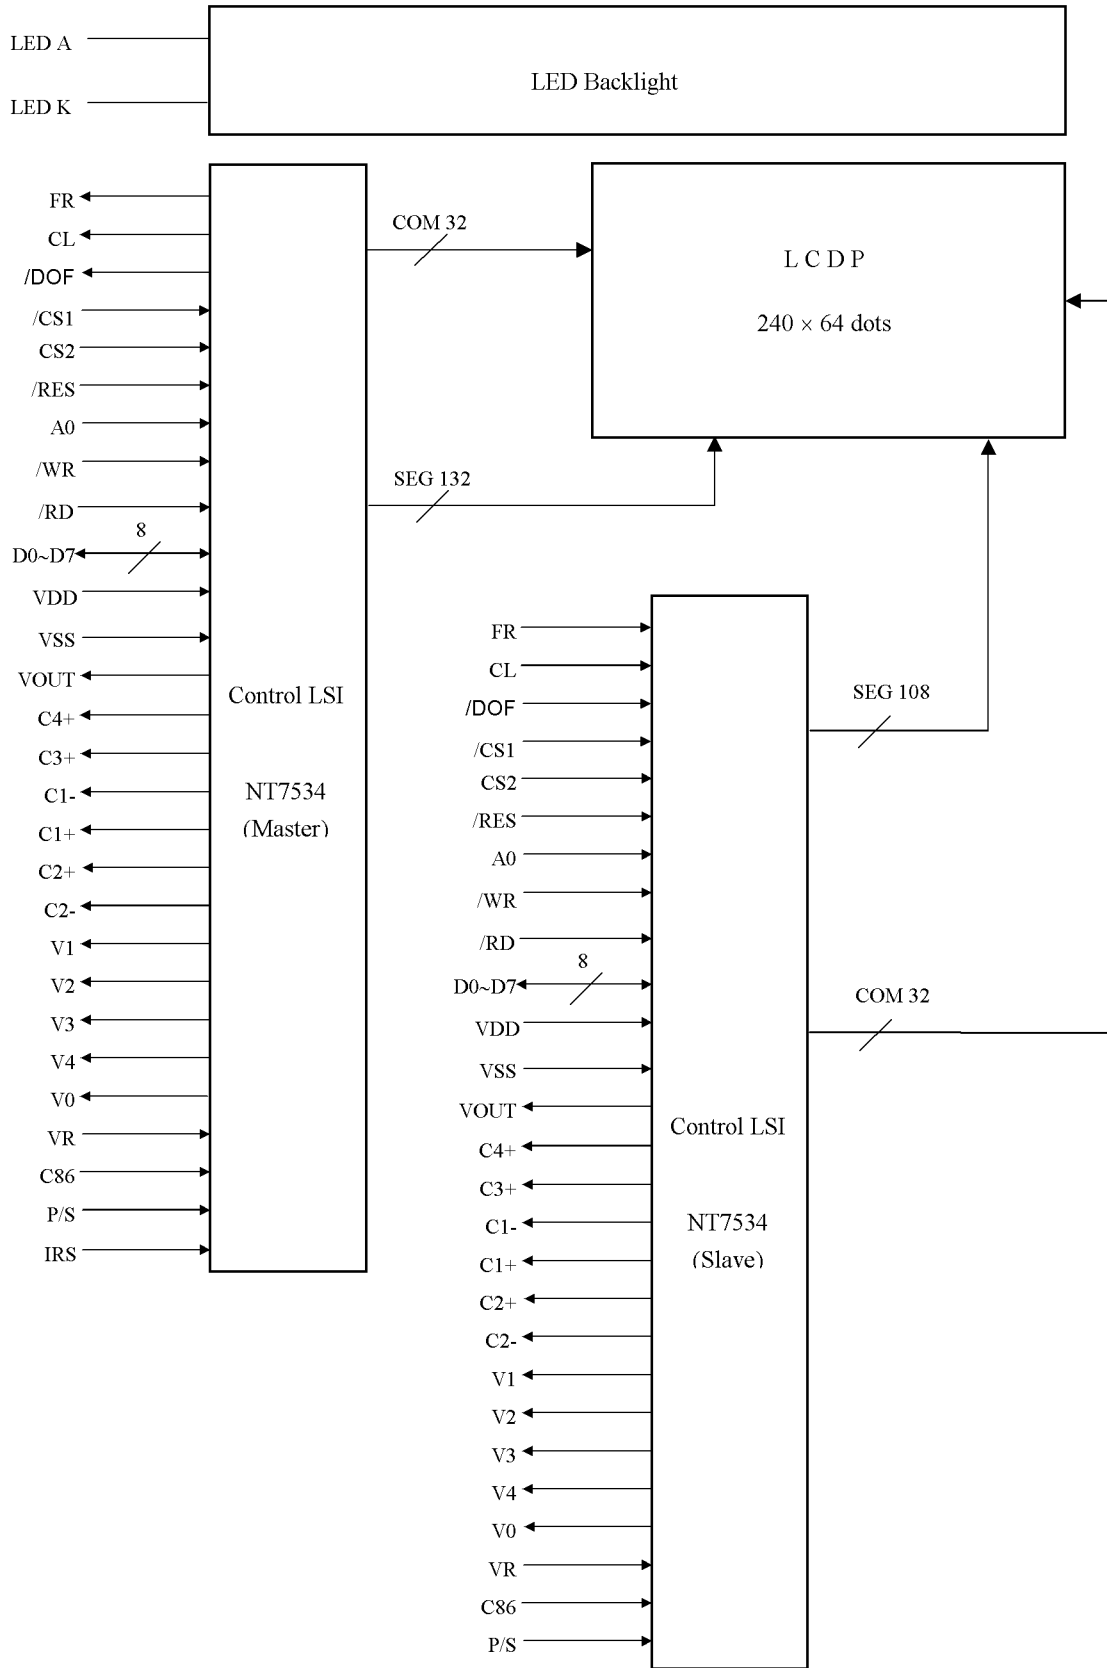 LED A
LED Backlight
LED K
FR
CL
/DOF
/CS1
CS2
/RES
A0
/WR
/RD
8
D0~D7
VDD
VSS
VOUT
C4+
C3+
C1-
C1+
C2+
C2-
V1
V2
V3
V4
V0
VR
C86
P/S
IRS
Control LSI
NT7534
(Master)
COM 32
SEG 132
L C D P
240 × 64 dots
FR
CL
/DOF
/CS1
CS2
/RES
A0
/WR
/RD
8
D0~D7
VDD
VSS
VOUT
C4+
C3+
C1-
C1+
C2+
C2-
V1
V2
V3
V4
V0
VR
C86
P/S
Control LSI
NT7534
(Slave)
SEG 108
COM 32